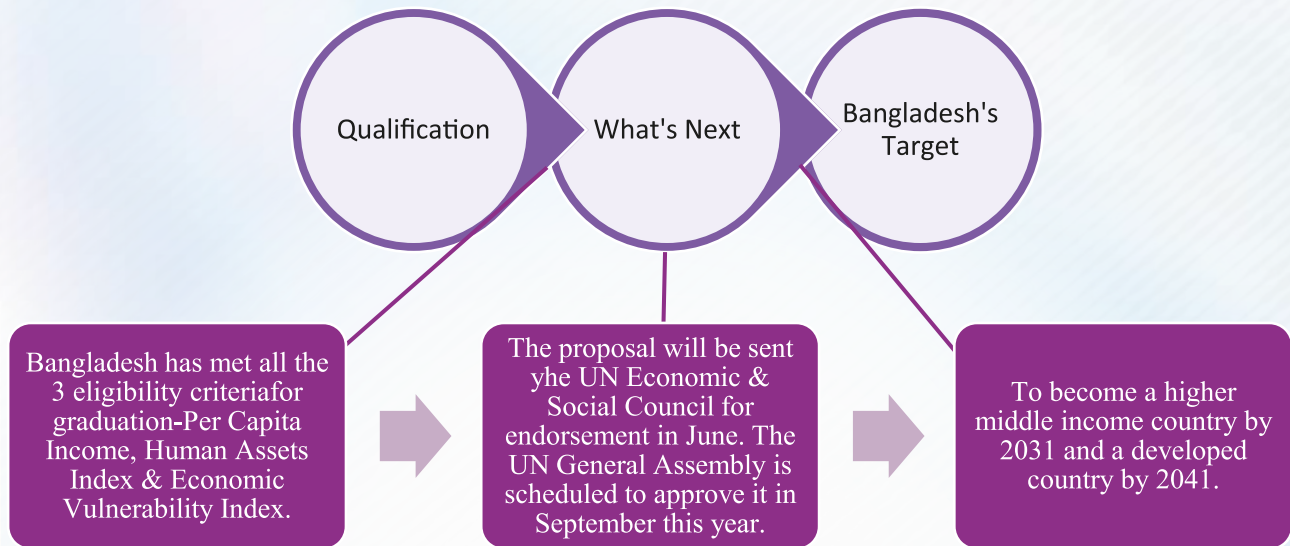 Qualification
What's Next
Bangladesh's
Target
Bangladesh has met all the
3 eligibility criteriafor
graduation-Per Capita
Income, Human Assets
Index & Economic
Vulnerability Index.
The proposal will be sent
yhe UN Economic &
Social Council for
endorsement in June. The
UN General Assembly is
scheduled to approve it in
September this year.
To become a higher
middle income country by
2031 and a developed
country by 2041.